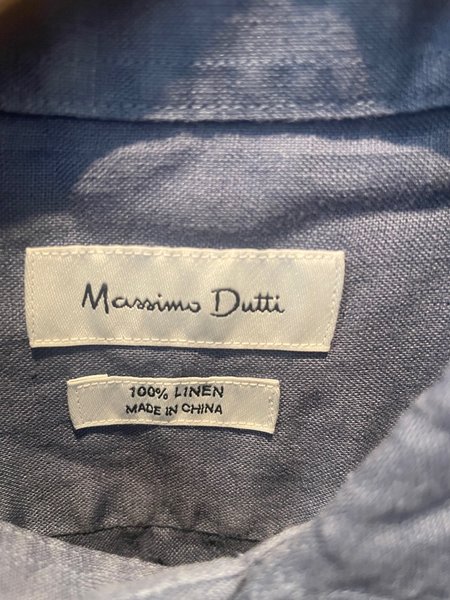 Massimo Dutti
100% LINEN
MADE IN CHINA